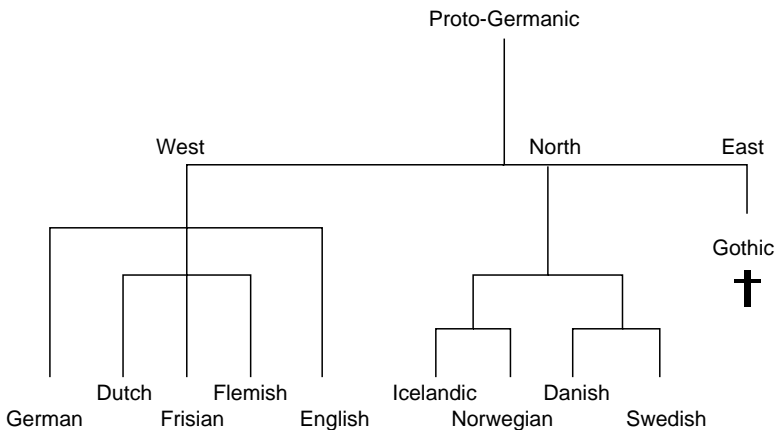 Proto-Germanic
West North East
Gothic
Dutch Flemish Icelandic Danish
German Frisian English Norwegian Swedish